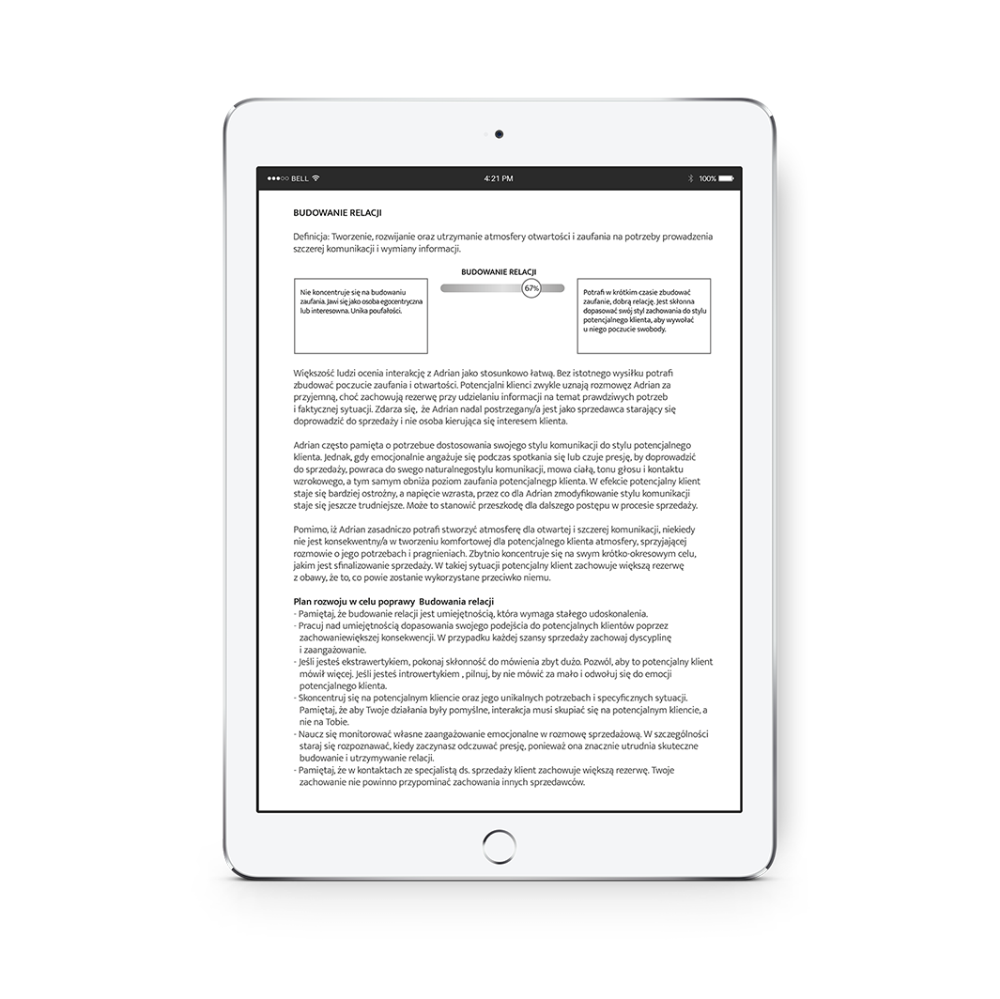 BELL
4:21 PM
100%
BUDOWANIE RELACJI
Definicja: Tworzenie, rozwijanie oraz utrzymanie atmosfery otwartości i zaufania na potrzeby prowadzenia
szczerej komunikacji i wymiany informacji.
BUDOWANIE RELACJI
67%
Nie koncentruje się na budowaniu
zaufania. Jawi się jako osoba egocentryczna
lub interesowna. Unika poufałości.
Potrafi w krótkim czasie zbudować
zaufanie, dobrą relację. Jest skłonna
dopasować swój styl zachowania do stylu
potencjalnego klienta, aby wywołać
u niego poczucie swobody.
Większość ludzi ocenia interakcję z Adrian jako stosunkowo łatwą. Bez istotnego wysiłku potrafi
zbudować poczucie zaufania i otwartości. Potencjalni klienci zwykle uznają rozmowęz Adrian za
przyjemną, choć zachowują rezerwę przy udzielaniu informacji na temat prawdziwych potrzeb
i faktycznej sytuacji. Zdarza się, że Adrian nadal postrzegany/a jest jako sprzedawca starający się
doprowadzić do sprzedaży i nie osoba kierująca się interesem klienta.
Adrian często pamięta o potrzebue dostosowania swojego stylu komunikacji do stylu potencjalnego
klienta. Jednak, gdy emocjonalnie angażuje się podczas spotkania się lub czuje presję, by doprowadzić
do sprzedaży, powraca do swego naturalnegostylu komunikacji, mowa ciałą, tonu głosu i kontaktu
wzrokowego, a tym samym obniża poziom zaufania potencjalnegp klienta. W efekcie potencjalny klient
staje się bardziej ostrożny, a napięcie wzrasta, przez co dla Adrian zmodyfikowanie stylu komunikacji
staje się jeszcze trudniejsze. Może to stanowić przeszkodę dla dalszego postępu w procesie sprzedaży.
Pomimo, iż Adrian zasadniczo potrafi stworzyć atmosferę dla otwartej i szczerej komunikacji, niekiedy
nie jest konsekwentny/a w tworzeniu komfortowej dla potencjalnego klienta atmosfery, sprzyjającej
rozmowie o jego potrzebach i pragnieniach. Zbytnio koncentruje się na swym krótko-okresowym celu,
jakim jest sfinalizowanie sprzedaży. W takiej sytuacji potencjalny klient zachowuje większą rezerwę
z obawy, że to, co powie zostanie wykorzystane przeciwko niemu.
Plan rozwoju w celu poprawy Budowania relacji
- Pamiętaj, że budowanie relacji jest umiejętnością, która wymaga stałego udoskonalenia.
- Pracuj nad umiejętnością dopasowania swojego podejścia do potencjalnych klientów poprzez
zachowaniewiększej konsekwencji. W przypadku każdej szansy sprzedaży zachowaj dyscyplinę
i zaangażowanie.
- Jeśli jesteś ekstrawertykiem, pokonaj skłonność do mówienia zbyt dużo. Pozwól, aby to potencjalny klient
mówił więcej. Jeśli jesteś introwertykiem , pilnuj, by nie mówić za mało i odwołuj się do emocji
potencjalnego klienta.
- Skoncentruj się na potencjalnym kliencie oraz jego unikalnych potrzebach i specyficznych sytuacji.
Pamiętaj, że aby Twoje działania były pomyślne, interakcja musi skupiać się na potencjalnym kliencie, a
nie na Tobie.
- Naucz się monitorować własne zaangażowanie emocjonalne w rozmowę sprzedażową. W szczególności
staraj się rozpoznawać, kiedy zaczynasz odczuwać presję, ponieważ ona znacznie utrudnia skuteczne
budowanie i utrzymywanie relacji.
- Pamiętaj, że w kontaktach ze specjalistą ds. sprzedaży klient zachowuje większą rezerwę. Twoje
zachowanie nie powinno przypominać zachowania innych sprzedawców.